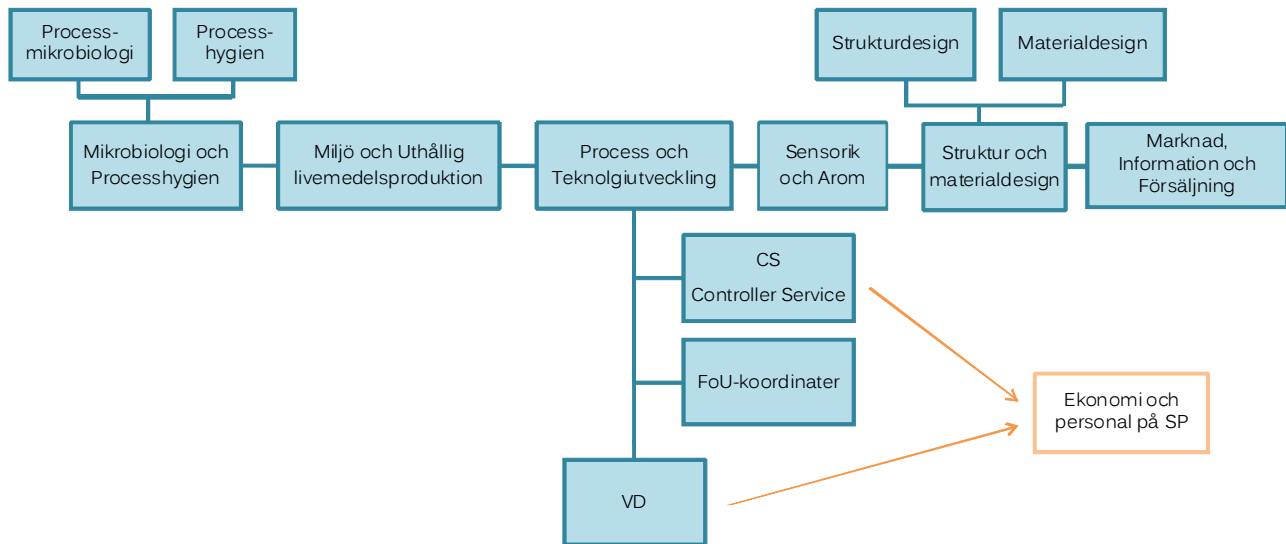 Process-
mikrobiologi
Process-
hygien
Strukturdesign
Materialdesign
Mikrobiologi och
Processhygien
Miljö och Uthållig
livemedelsproduktion
Process och
Teknolgiutveckling
Sensorik
och Arom
Struktur och
materialdesign
Marknad,
Information och
Försäljning
CS
Controller Service
FoU-koordinater
Ekonomi och
personal på SP
VD